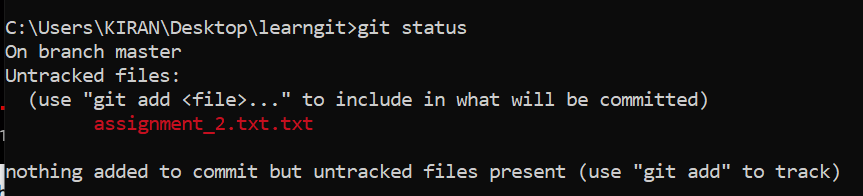 C:\Users\KIRAN\Desktop\learngit>git status
On branch master
Untracked files:
  (use "git add <file>..." to include in what will be committed)
        assignment_2.txt.txt

nothing added to commit but untracked files present (use "git add" to track)